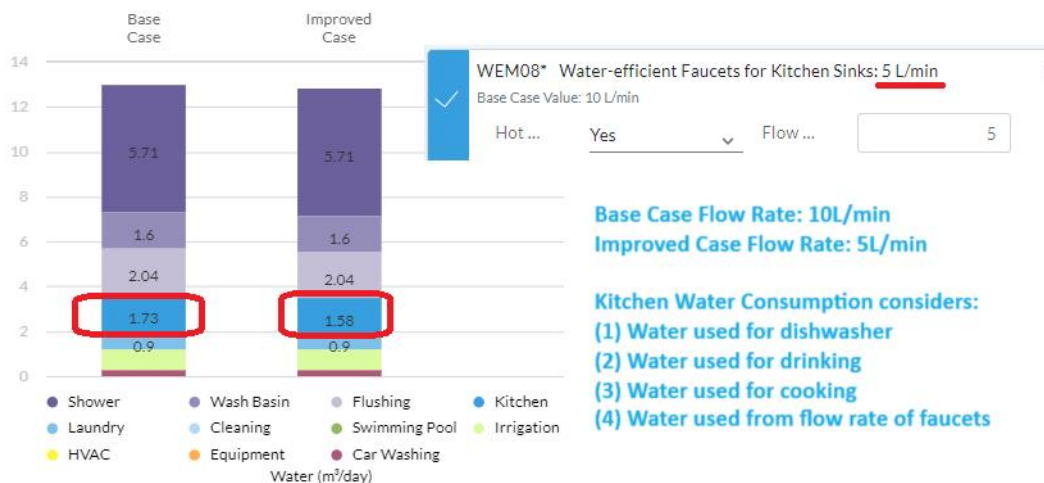 Base
Case
Improved
Case
14
12
10
8
6
4
2
0
5.71
1.6
2.04
1.73
0.9
5.71
1.6
2.04
1.58
0.9
Shower
Wash Basin
Flushing
Kitchen
Laundry
Cleaning
Swimming Pool
Irrigation
HVAC
Equipment
Car Washing
Water (m³/day)
WEM08* Water-efficient Faucets for Kitchen Sinks: 5 L/min
Base Case Value: 10 L/min
Hot ... Yes Flow ... 5
Base Case Flow Rate: 10L/min
Improved Case Flow Rate: 5L/min
Kitchen Water Consumption considers:
(1) Water used for dishwasher
(2) Water used for drinking
(3) Water used for cooking
(4) Water used from flow rate of faucets